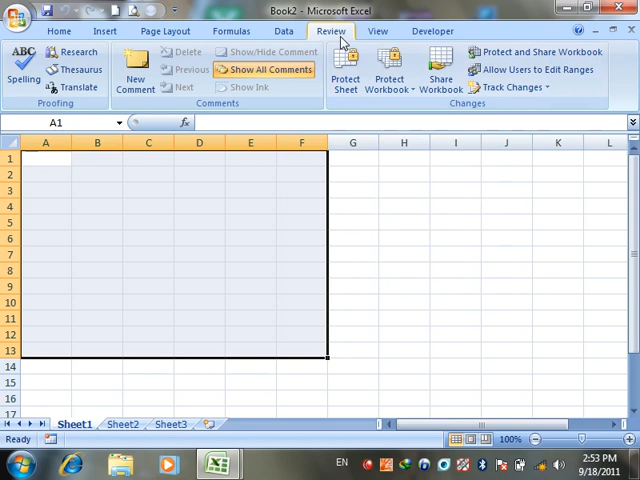 Book2 - Microsoft Excel
Home Insert Page Layout Formulas Data Review View Developer
ABC Spelling Research Thesaurus Translate
New Comment Delete Previous Next Show/Hide Comment Show All Comments Show Ink
Protect Sheet Protect Workbook Share Workbook Protect and Share Workbook Allow Users to Edit Ranges Track Changes
Proofing Comments Changes
A1 fx
A B C D E F G H I J K L
1
2
3
4
5
6
7
8
9
10
11
12
13
14
15
16
17
Sheet1 Sheet2 Sheet3
Ready 100%
EN 2:53 PM
9/18/2011